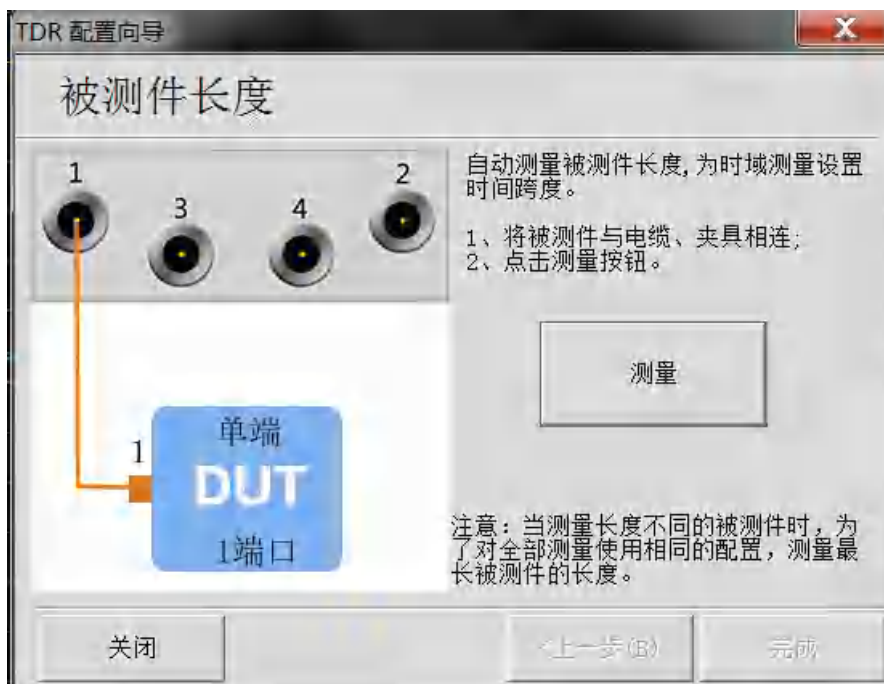 TDR 配置向导
X
被测件长度
1
2
3
4
自动测量被测件长度,为时域测量设置
时间跨度。
1、将被测件与电缆、夹具相连;
2、点击测量按钮。
测量
1
单端
DUT
1端口
注意：当测量长度不同的被测件时，为
了对全部测量使用相同的配置，测量最
长被测件的长度。
关闭
<上一步(B)
完成